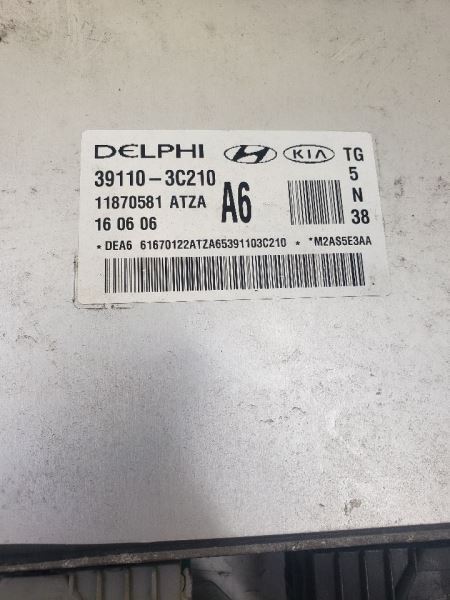 DELPHI KIA TG
39110-3C210 5
11870581 ATZA A6 N
16 06 06 38
*DEA6 61670122ATZA65391103C210 * *M2AS5E3AA